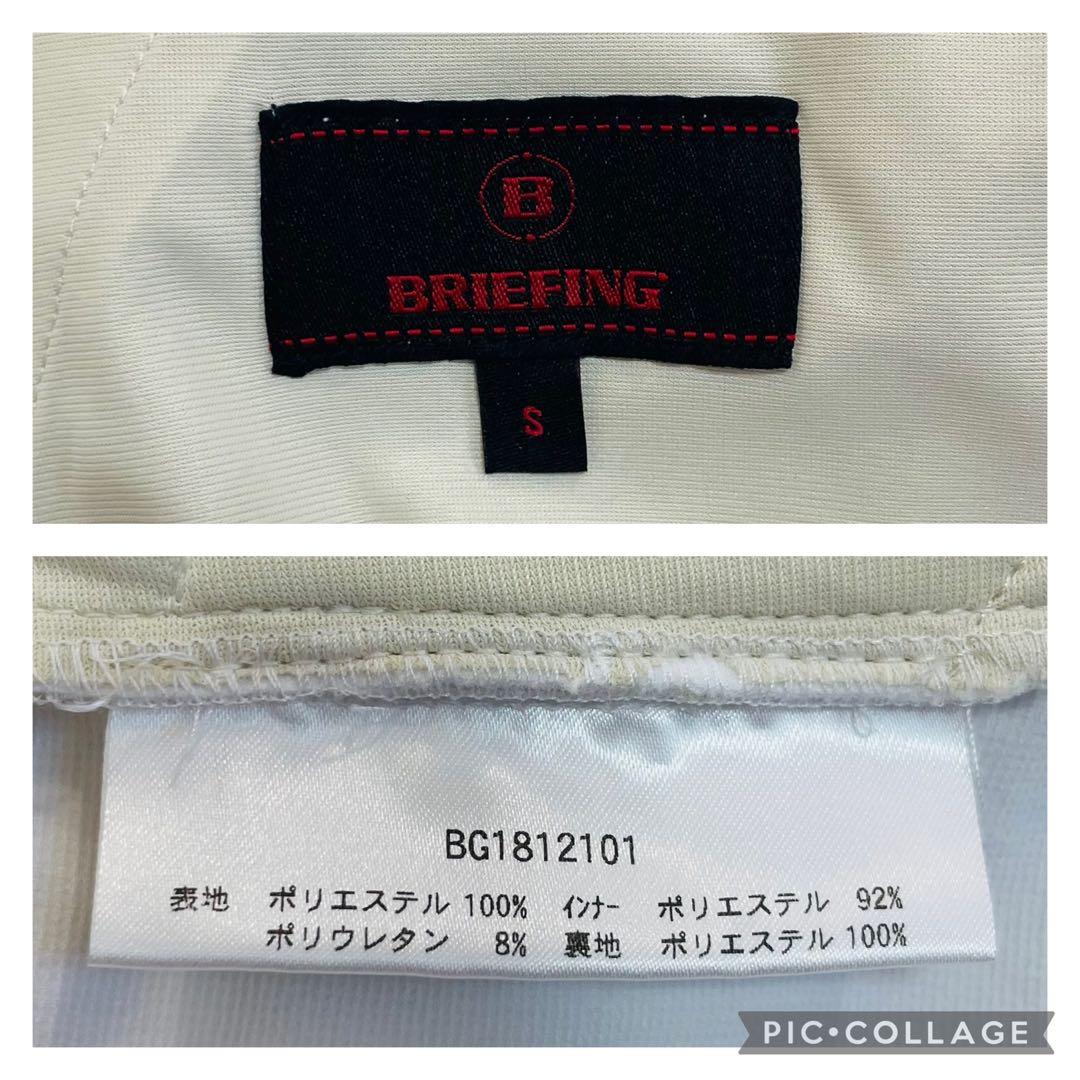 B
BRIEFING
S
BG1812101
表地 ポリエステル 100% インナー ポリエステル 92%
ポリウレタン 8% 裏地 ポリエステル 100%
PIC•COLLAGE